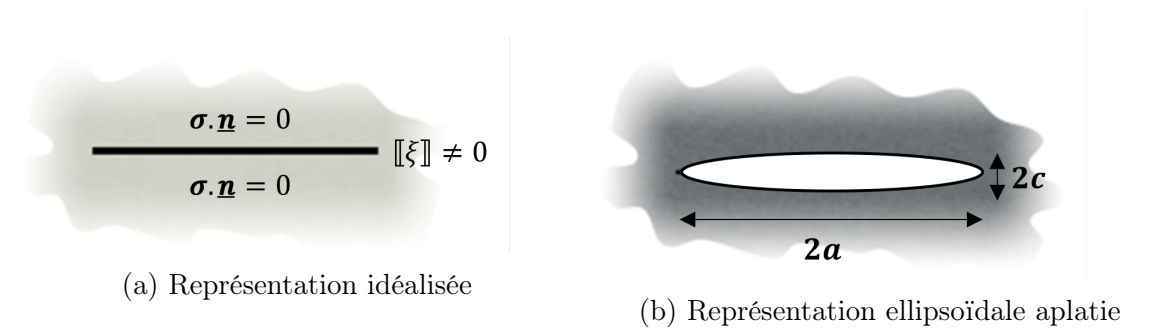 σ.n = 0
⟦ξ⟧ ≠ 0
σ.n = 0
(a) Représentation idéalisée
2c
2a
(b) Représentation ellipsoïdale aplatie